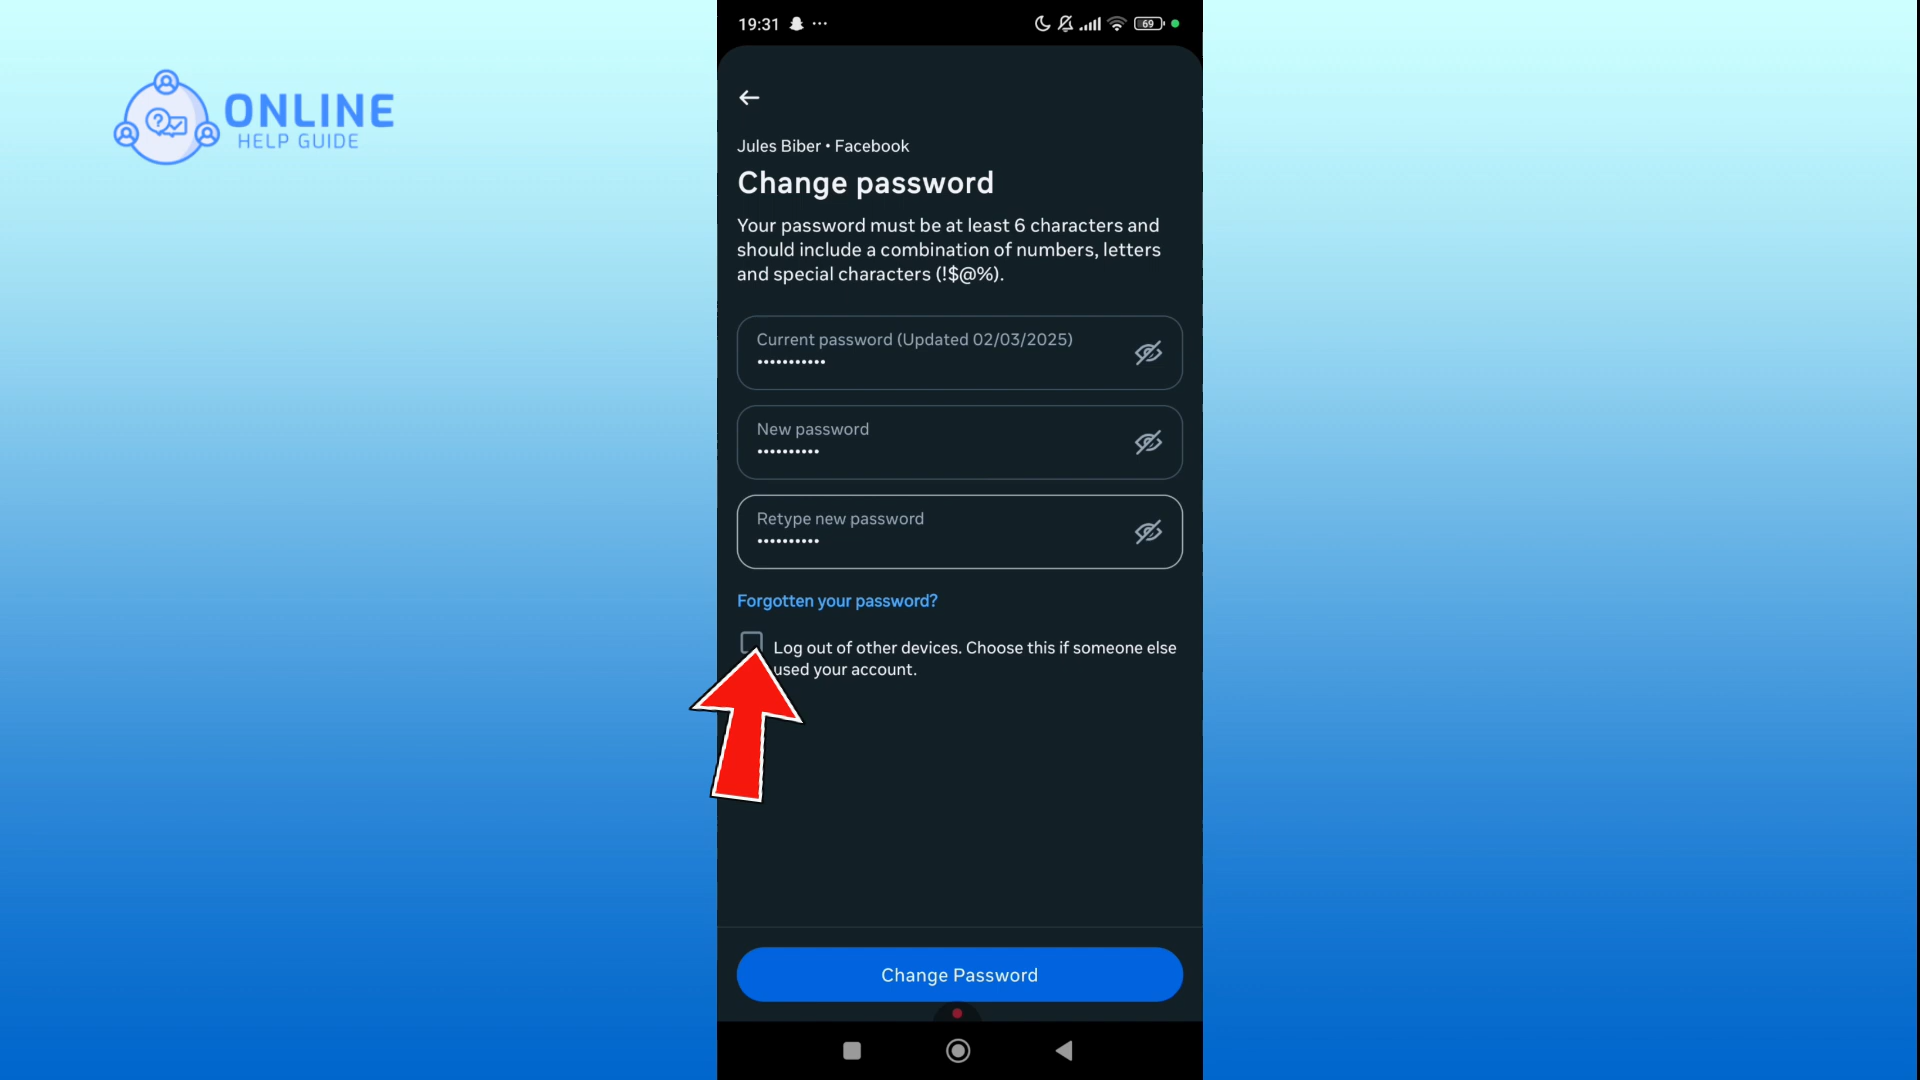 ONLINE
HELP GUIDE
19:31 ...
69
Jules Biber • Facebook
Change password
Your password must be at least 6 characters and
should include a combination of numbers, letters
and special characters (!$@%).
Current password (Updated 02/03/2025)
•••••••••••
New password
••••••••••
Retype new password
••••••••••
Forgotten your password?
Log out of other devices. Choose this if someone else
used your account.
Change Password